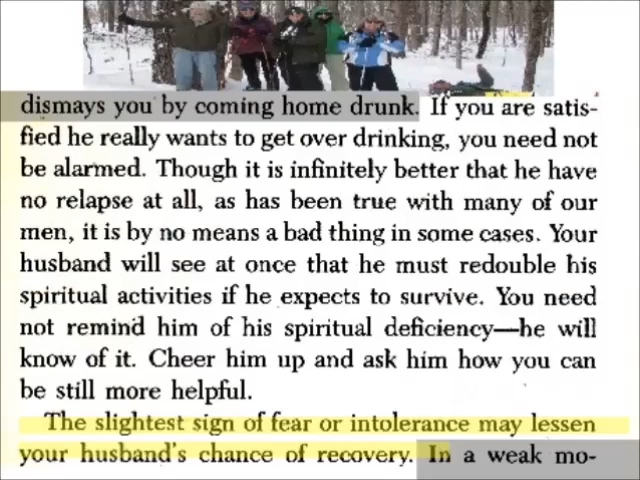 dismays you by coming home drunk. If you are satis-
fied he really wants to get over drinking, you need not
be alarmed. Though it is infinitely better that he have
no relapse at all, as has been true with many of our
men, it is by no means a bad thing in some cases. Your
husband will see at once that he must redouble his
spiritual activities if he expects to survive. You need
not remind him of his spiritual deficiency—he will
know of it. Cheer him up and ask him how you can
be still more helpful.
The slightest sign of fear or intolerance may lessen
your husband's chance of recovery. In a weak mo-